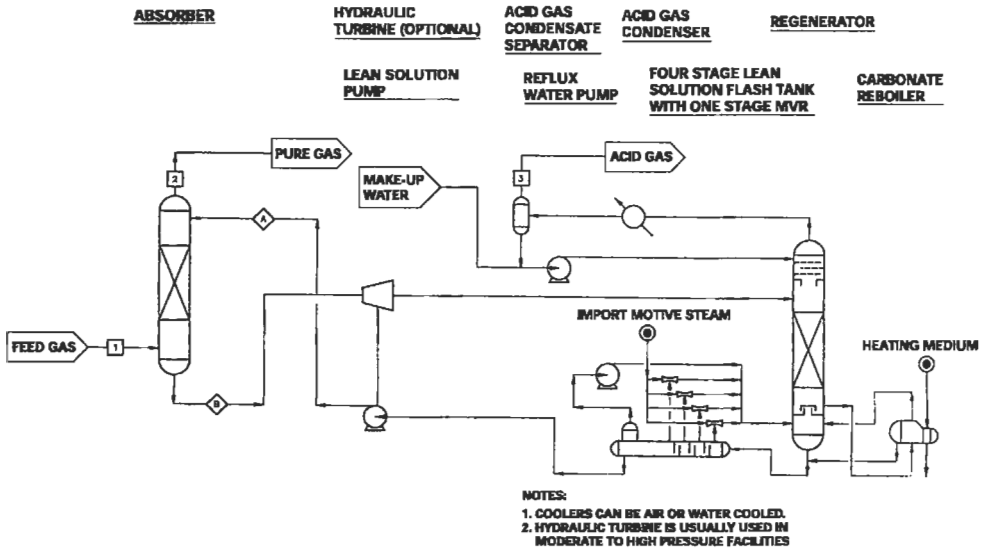 ABSORBER
HYDRAULIC
TURBINE (OPTIONAL)
ACID GAS
CONDENSATE
SEPARATOR
ACID GAS
CONDENSER
REGENERATOR
LEAN SOLUTION
PUMP
REFLUX
WATER PUMP
FOUR STAGE LEAN
SOLUTION FLASH TANK
WITH ONE STAGE MVR
CARBONATE
REBOILER
PURE GAS
2
MAKE-UP
WATER
ACID GAS
3
A
FEED GAS
1
B
IMPORT MOTIVE STEAM
HEATING MEDIUM
NOTES:
1. COOLERS CAN BE AIR OR WATER COOLED.
2. HYDRAULIC TURBINE IS USUALLY USED IN
MODERATE TO HIGH PRESSURE FACILITIES